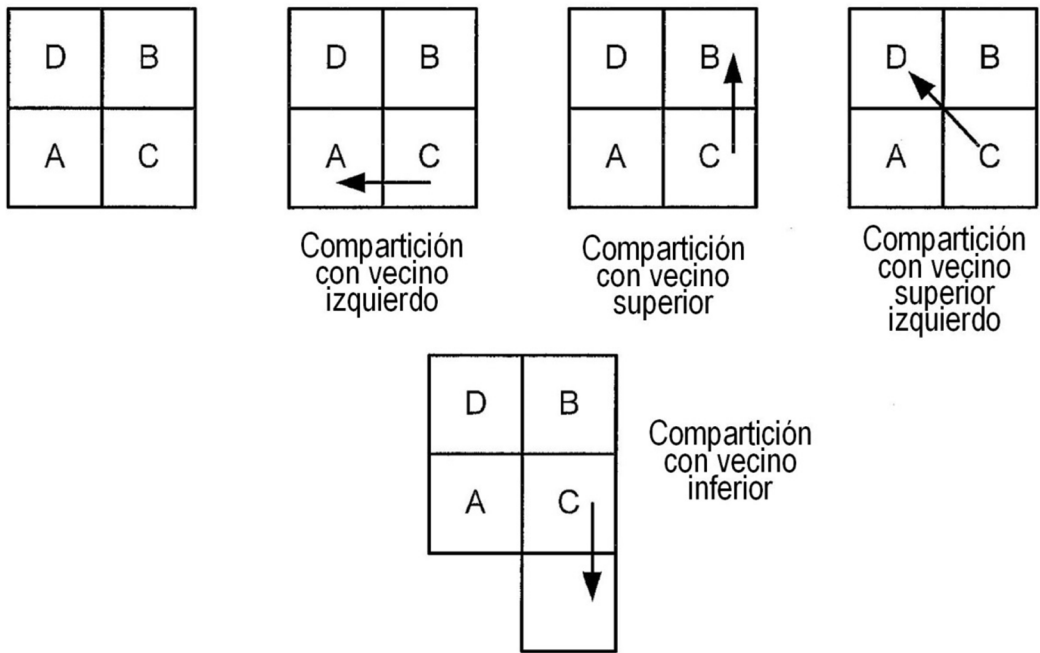 D B
D B
D B
D B
A C
A C
A C
A C
Compartición
con vecino
izquierdo
Compartición
con vecino
superior
Compartición
con vecino
superior
izquierdo
D B
A C
Compartición
con vecino
inferior